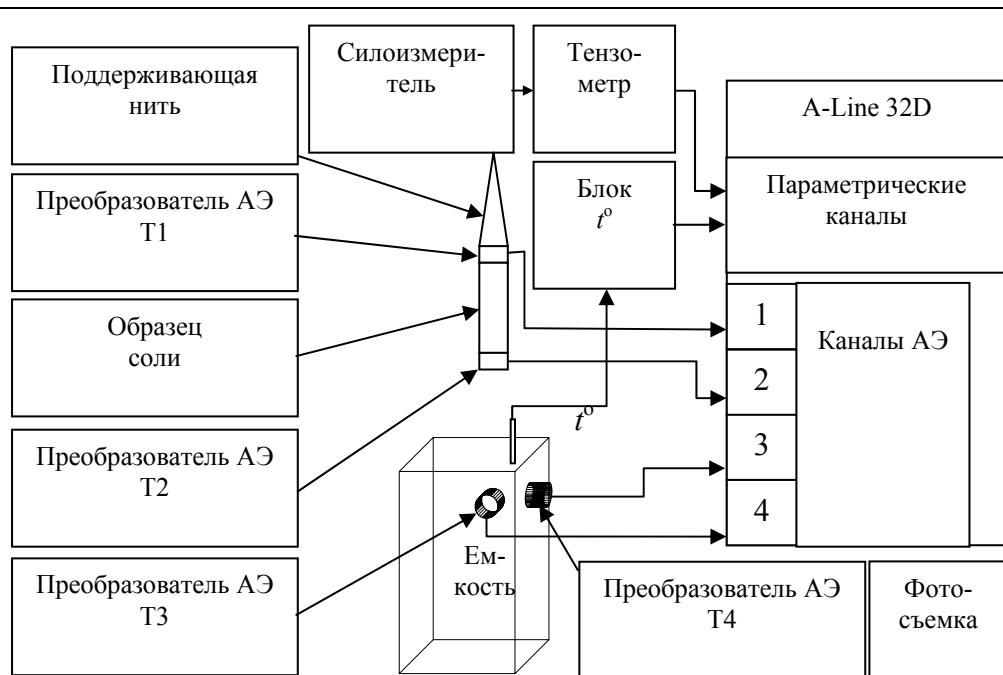 Поддерживающая
нить
Силоизмери-
тель
Тензо-
метр
A-Line 32D
Преобразователь АЭ
Т1
Блок
t°
Параметрические
каналы
Образец
соли
1
Каналы АЭ
2
t°
3
Преобразователь АЭ
Т2
4
Ем-
кость
Преобразователь АЭ
Т3
Преобразователь АЭ
Т4
Фото-
съемка